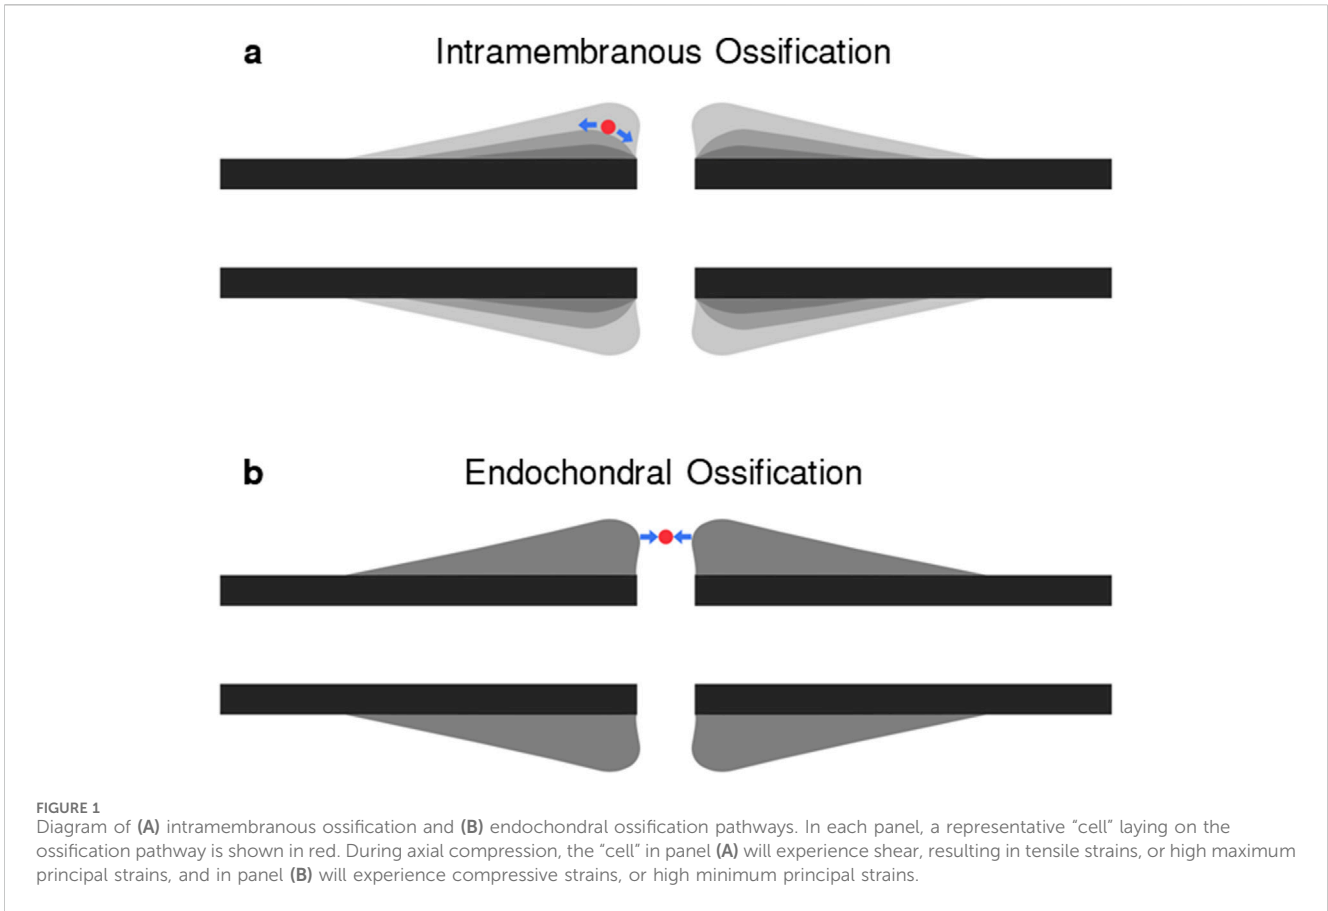 a Intramembranous Ossification
b Endochondral Ossification
FIGURE 1
Diagram of (A) intramembranous ossification and (B) endochondral ossification pathways. In each panel, a representative “cell” laying on the
ossification pathway is shown in red. During axial compression, the “cell” in panel (A) will experience shear, resulting in tensile strains, or high maximum
principal strains, and in panel (B) will experience compressive strains, or high minimum principal strains.